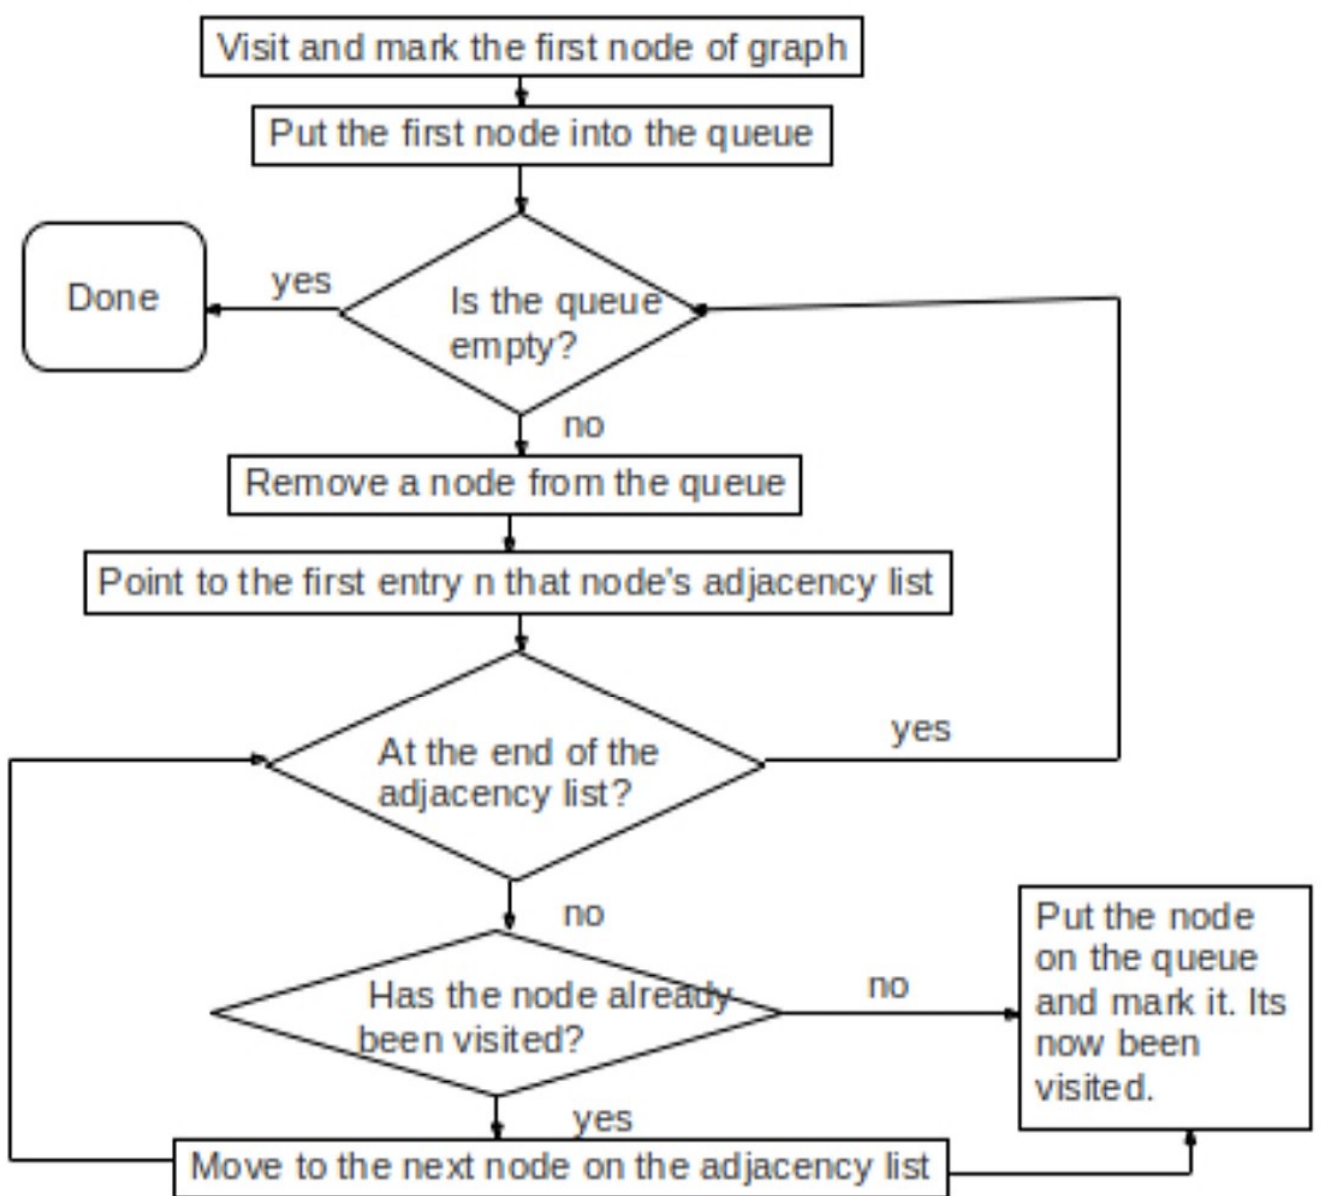 Visit and mark the first node of graph
Put the first node into the queue
Done
yes
Is the queue
empty?
no
Remove a node from the queue
Point to the first entry n that node's adjacency list
At the end of the
adjacency list?
yes
no
Has the node already
been visited?
no
Put the node
on the queue
and mark it. Its
now been
visited.
yes
Move to the next node on the adjacency list